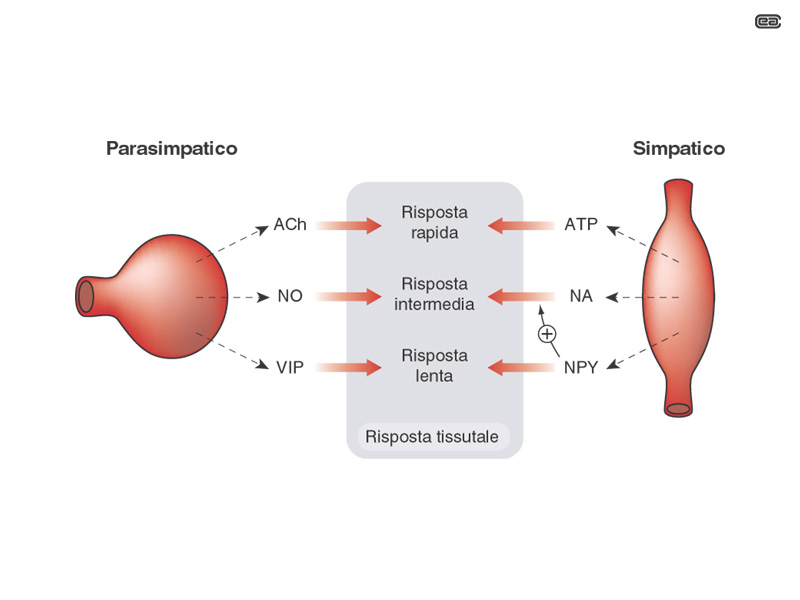 Parasimpatico
Simpatico
ACh
Risposta
rapida
ATP
NO
Risposta
intermedia
NA
+
VIP
Risposta
lenta
NPY
Risposta tissutale